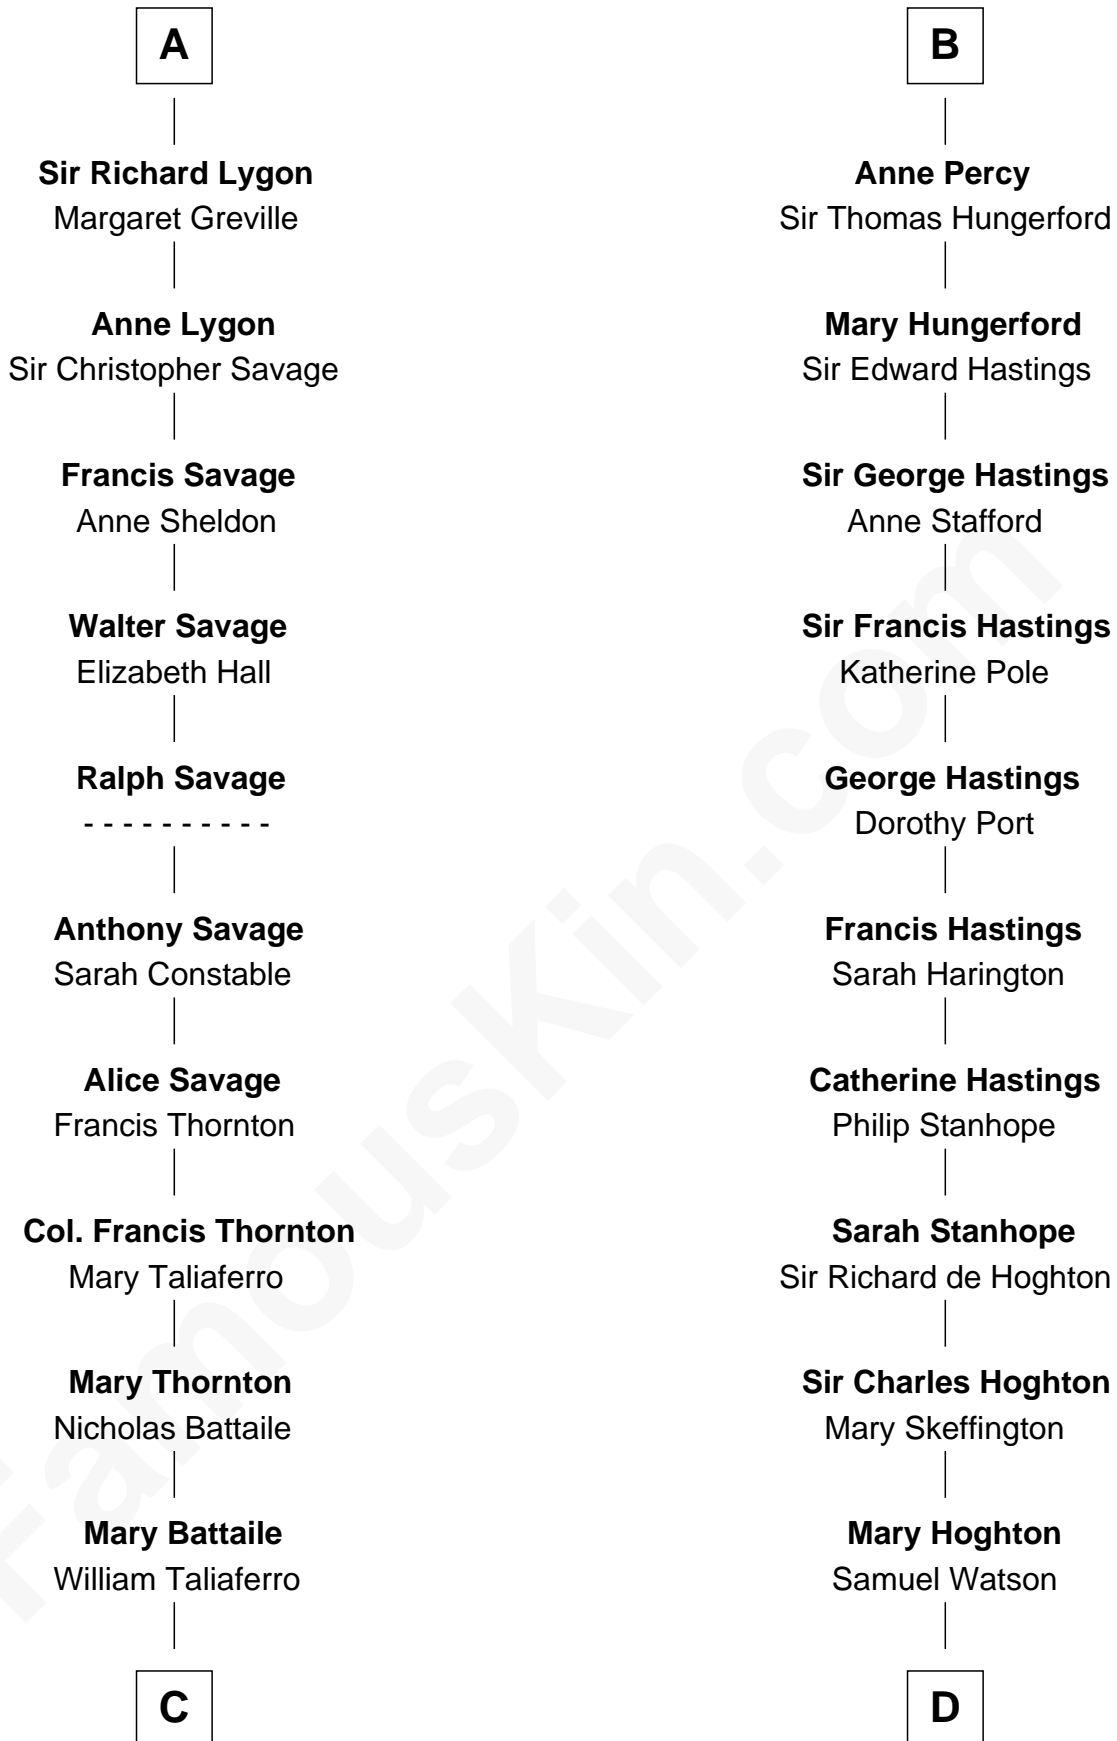 A
Sir Richard Lygon
Margaret Greville
Anne Lygon
Sir Christopher Savage
Francis Savage
Anne Sheldon
Walter Savage
Elizabeth Hall
Ralph Savage
- - - - - - - - - -
Anthony Savage
Sarah Constable
Alice Savage
Francis Thornton
Col. Francis Thornton
Mary Taliaferro
Mary Thornton
Nicholas Battaile
Mary Battaile
William Taliaferro
C
B
Anne Percy
Sir Thomas Hungerford
Mary Hungerford
Sir Edward Hastings
Sir George Hastings
Anne Stafford
Sir Francis Hastings
Katherine Pole
George Hastings
Dorothy Port
Francis Hastings
Sarah Harington
Catherine Hastings
Philip Stanhope
Sarah Stanhope
Sir Richard de Hoghton
Sir Charles Hoghton
Mary Skeffington
Mary Hoghton
Samuel Watson
D
FamousKin.com